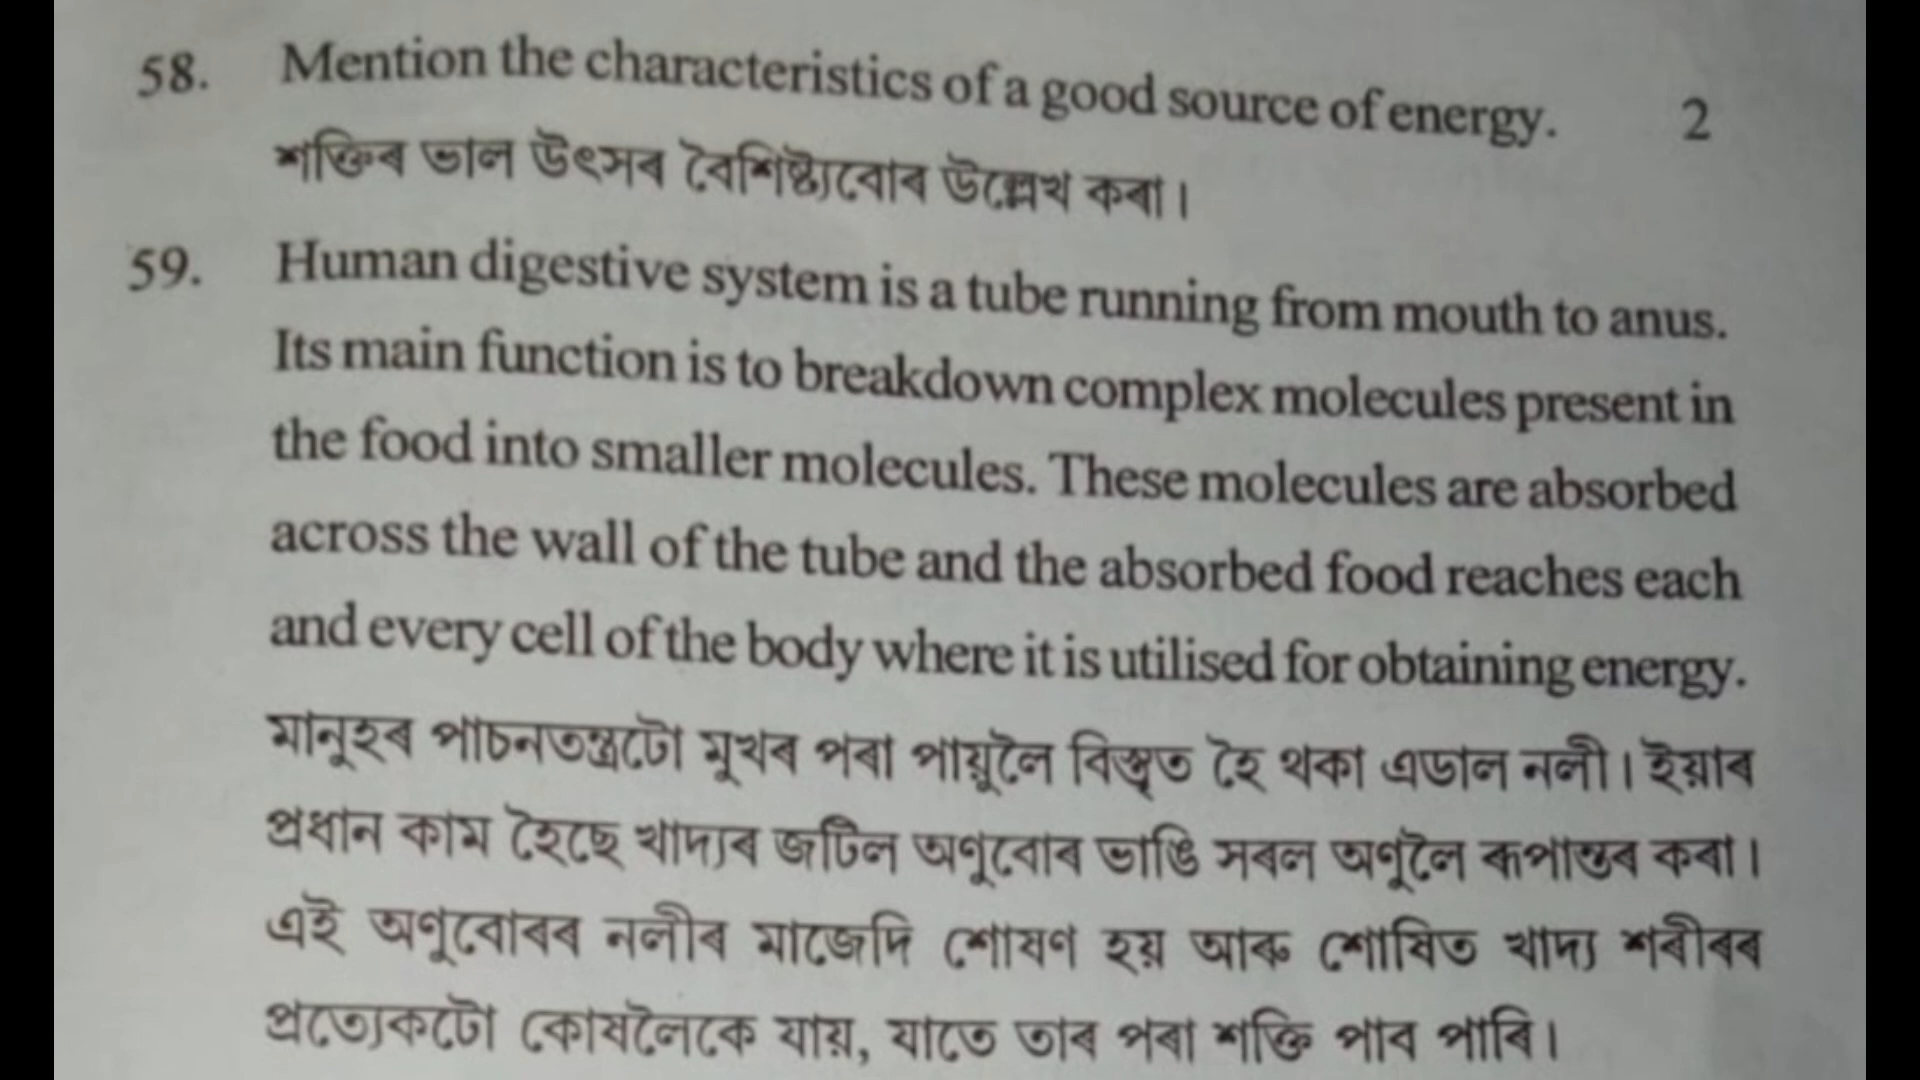 58. Mention the characteristics of a good source of energy. 2
শক্তিৰ ভাল উৎসৰ বৈশিষ্ট্যবোৰ উল্লেখ কৰা।
59. Human digestive system is a tube running from mouth to anus.
Its main function is to breakdown complex molecules present in
the food into smaller molecules. These molecules are absorbed
across the wall of the tube and the absorbed food reaches each
and every cell of the body where it is utilised for obtaining energy.
মানুহৰ পাচনতন্ত্ৰটো মুখৰ পৰা পায়ুলৈ বিস্তৃত হৈ থকা এডাল নলী। ইয়াৰ
প্ৰধান কাম হৈছে খাদ্যৰ জটিল অণুবোৰ ভাঙি সৰল অণুলৈ ৰূপান্তৰ কৰা।
এই অণুবোৰৰ নলীৰ মাজেদি শোষণ হয় আৰু শোষিত খাদ্য শৰীৰৰ
প্ৰত্যেকটো কোষলৈকে যায়, যাতে তাৰ পৰা শক্তি পাব পাৰি।